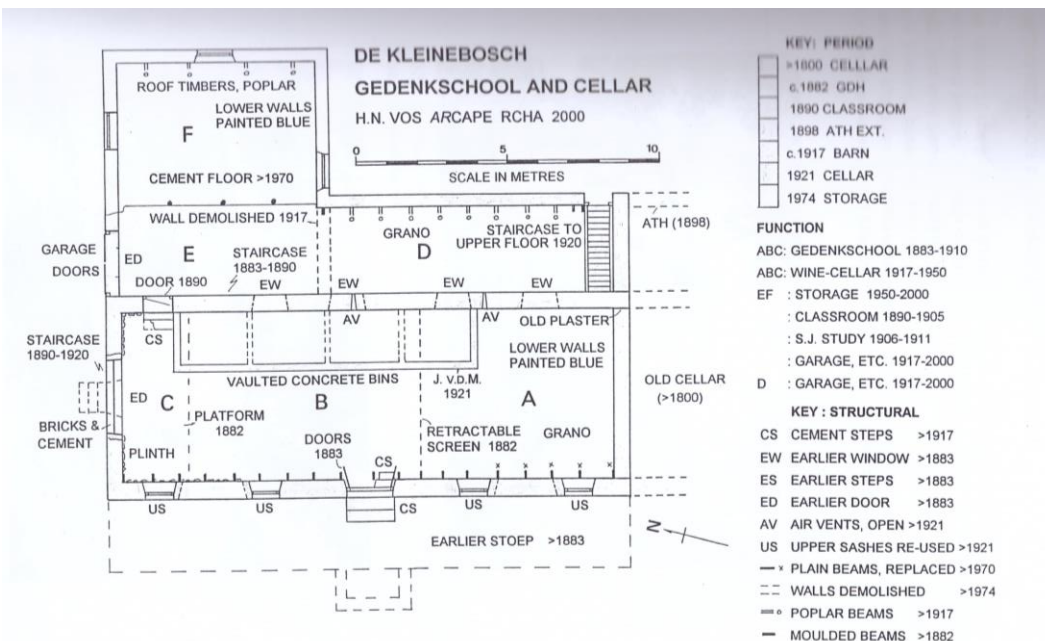 DE KLEINEBOSCH
GEDENKSCHOOL AND CELLAR
H.N. VOS ARCAPE RCHA 2000
0 5 10
SCALE IN METRES
ROOF TIMBERS, POPLAR
LOWER WALLS
PAINTED BLUE
F
CEMENT FLOOR >1970
WALL DEMOLISHED 1917
GRANO
STAIRCASE TO
UPPER FLOOR 1920
ATH (1898)
GARAGE
DOORS
ED
E
STAIRCASE
1883-1890
D
DOOR 1890
EW
EW
EW
EW
AV
AV
OLD PLASTER
CS
STAIRCASE
1890-1920
LOWER WALLS
PAINTED BLUE
VAULTED CONCRETE BINS
J. V.D.M.
1921
OLD CELLAR
(>1800)
ED
C
B
A
PLATFORM
1882
BRICKS &
CEMENT
PLINTH
DOORS
1883
CS
RETRACTABLE
SCREEN 1882
GRANO
US
US
CS
US
US
EARLIER STOEP >1883
N
KEY: PERIOD
>1800 CELLLAR
c.1882 GDH
1890 CLASSROOM
1898 ATH EXT.
c.1917 BARN
1921 CELLAR
1974 STORAGE
FUNCTION
ABC: GEDENKSCHOOL 1883-1910
ABC: WINE-CELLAR 1917-1950
EF : STORAGE 1950-2000
: CLASSROOM 1890-1905
: S.J. STUDY 1906-1911
: GARAGE, ETC. 1917-2000
D : GARAGE, ETC. 1917-2000
KEY : STRUCTURAL
CS CEMENT STEPS >1917
EW EARLIER WINDOW >1883
ES EARLIER STEPS >1883
ED EARLIER DOOR >1883
AV AIR VENTS, OPEN >1921
US UPPER SASHES RE-USED >1921
x PLAIN BEAMS, REPLACED >1970
WALLS DEMOLISHED >1974
POPLAR BEAMS >1917
MOULDED BEAMS >1882